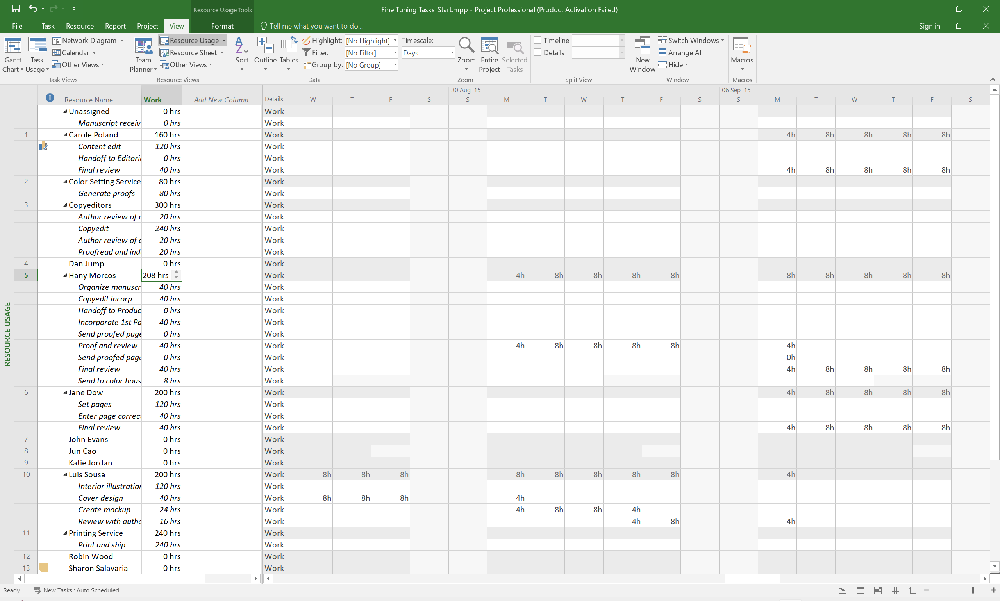 Resource Usage Tools
Fine Tuning Tasks_Start.mpp - Project Professional (Product Activation Failed)
File Task Resource Report Project View Format Tell me what you want to do... Sign in
Network Diagram Resource Usage Highlight: [No Highlight] Timescale: Timeline Switch Windows
Calendar Resource Sheet Filter: [No Filter] Days Details Arrange All
Gantt Chart Task Usage Other Views Team Planner Other Views Sort Outline Tables Group by: [No Group] Zoom Entire Project Selected Tasks New Window Hide Macros
Task Views Resource Views Data Zoom Split View Window Macros
30 Aug '15 06 Sep '15
Resource Name Work Add New Column Details W T F S S M T W T F S S M T W T F S
Unassigned 0 hrs Work
Manuscript receiv 0 hrs Work
1 Carole Poland 160 hrs Work 4h 8h 8h 8h 8h
Content edit 120 hrs Work
Handoff to Editori 0 hrs Work
Final review 40 hrs Work 4h 8h 8h 8h 8h
2 Color Setting Service 80 hrs Work
Generate proofs 80 hrs Work
3 Copyeditors 300 hrs Work
Author review of c 20 hrs Work
Copyedit 240 hrs Work
Author review of c 20 hrs Work
Proofread and ind 20 hrs Work
4 Dan Jump 0 hrs Work
5 Hany Morcos 208 hrs Work 4h 8h 8h 8h 8h 8h 8h 8h 8h 8h
Organize manuscr 40 hrs Work
Copyedit incorp 40 hrs Work
Handoff to Produc 0 hrs Work
Incorporate 1st Pa 40 hrs Work
Send proofed page 0 hrs Work
Proof and review 40 hrs Work 4h 8h 8h 8h 8h 4h
Send proofed page 0 hrs Work 0h
Final review 40 hrs Work 4h 8h 8h 8h 8h
Send to color hous 8 hrs Work
6 Jane Dow 200 hrs Work 4h 8h 8h 8h 8h
Set pages 120 hrs Work
Enter page correc 40 hrs Work
Final review 40 hrs Work 4h 8h 8h 8h 8h
7 John Evans 0 hrs Work
8 Jun Cao 0 hrs Work
9 Katie Jordan 0 hrs Work
10 Luis Sousa 200 hrs Work 8h 8h 8h 8h 8h 8h 8h 8h 4h
Interior illustration 120 hrs Work
Cover design 40 hrs Work 8h 8h 8h 4h
Create mockup 24 hrs Work 4h 8h 8h 4h
Review with autho 16 hrs Work 4h 8h 4h
11 Printing Service 240 hrs Work
Print and ship 240 hrs Work
12 Robin Wood 0 hrs Work
13 Sharon Salavaria 0 hrs Work
RESOURCE USAGE
Ready New Tasks : Auto Scheduled